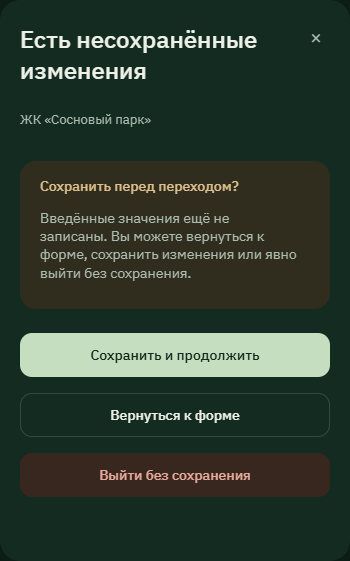 Есть несохранённые
изменения
ЖК «Сосновый парк»
Сохранить перед переходом?
Введённые значения ещё не
записаны. Вы можете вернуться к
форме, сохранить изменения или явно
выйти без сохранения.
Сохранить и продолжить
Вернуться к форме
Выйти без сохранения